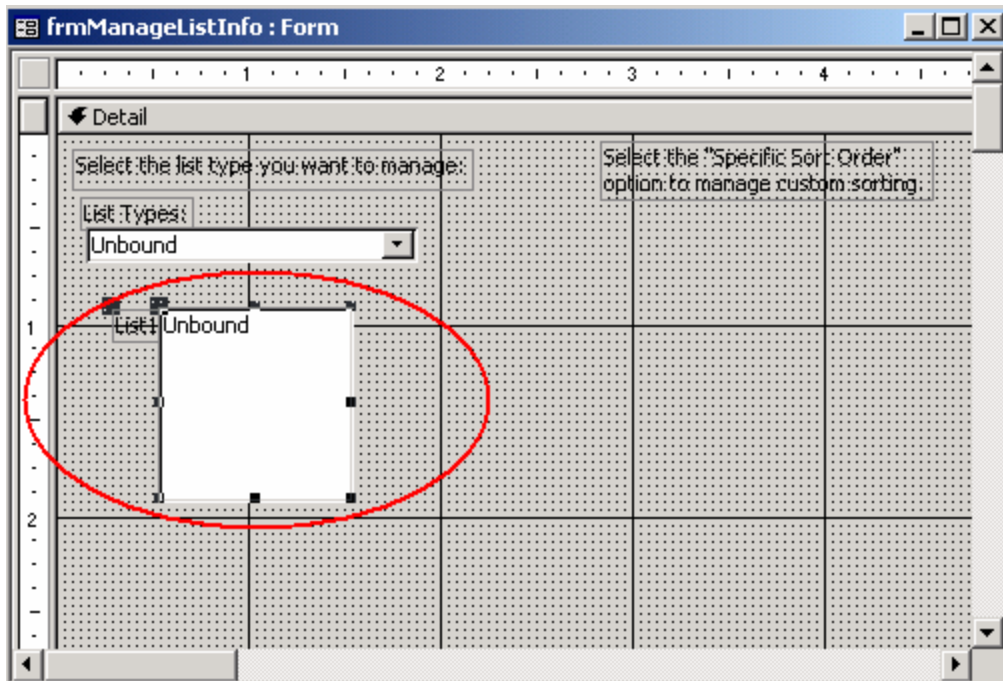 frmManageListInfo : Form
1 2 3 4
Detail
Select the list type you want to manage:
Select the "Specific Sort Order"
option to manage custom sorting.
List Types:
Unbound
1
Unbound
2